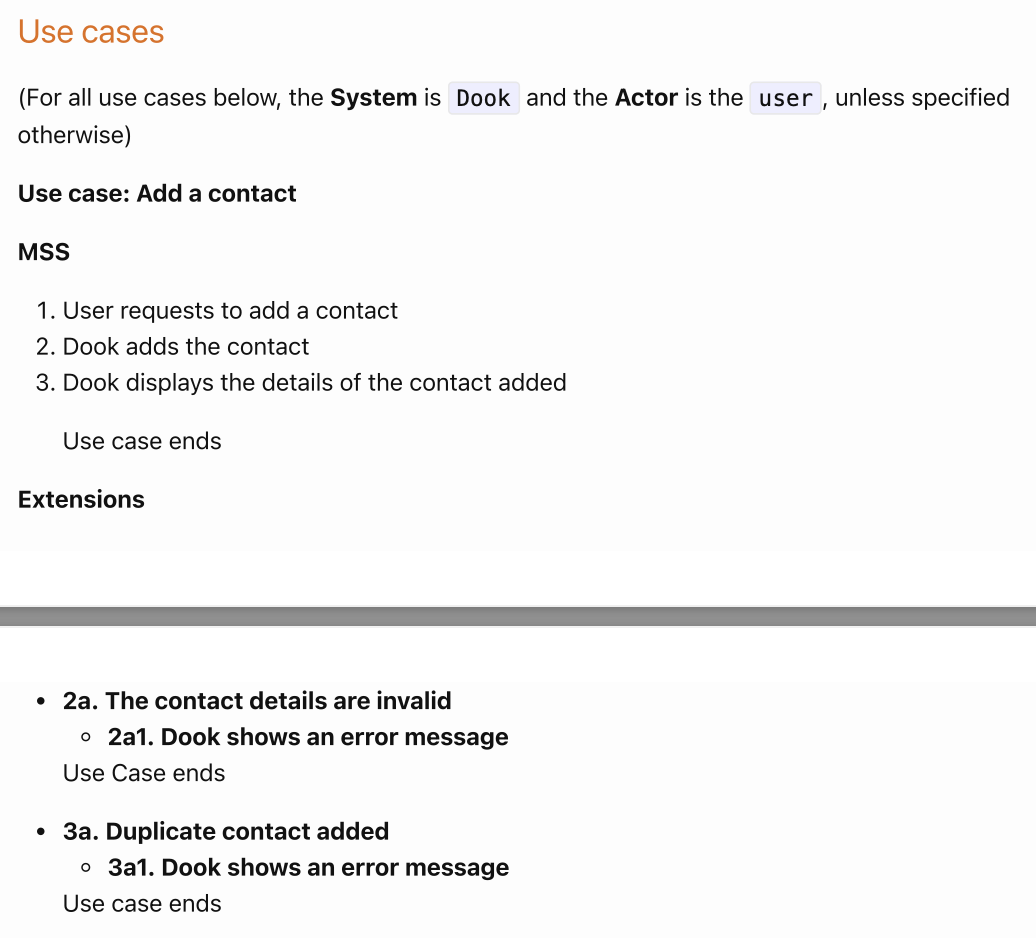 Use cases
(For all use cases below, the System is Dook and the Actor is the user, unless specified
otherwise)
Use case: Add a contact
MSS
1. User requests to add a contact
2. Dook adds the contact
3. Dook displays the details of the contact added
Use case ends
Extensions
• 2a. The contact details are invalid
◦ 2a1. Dook shows an error message
Use Case ends
• 3a. Duplicate contact added
◦ 3a1. Dook shows an error message
Use case ends